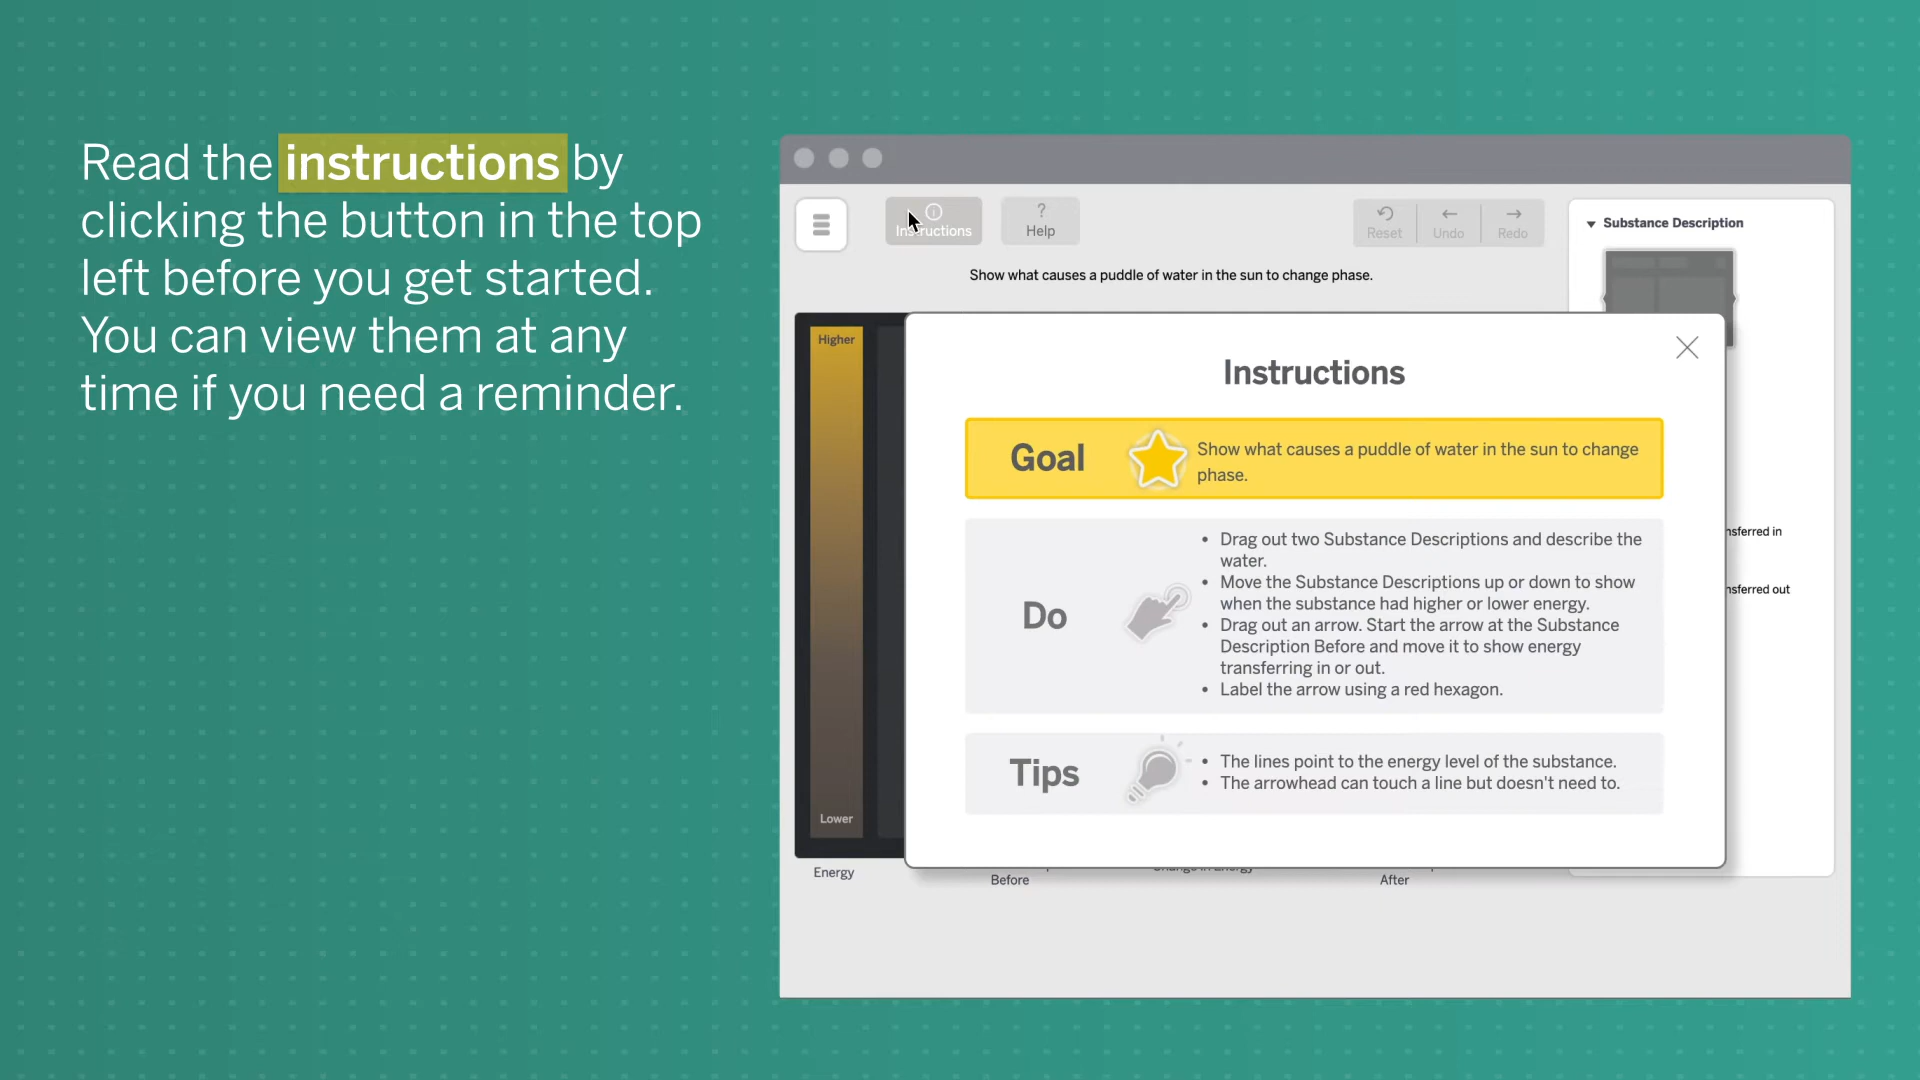 Read the instructions by
clicking the button in the top
left before you get started.
You can view them at any
time if you need a reminder.
Instructions
?
Help
Reset
Undo
Redo
Substance Description
Show what causes a puddle of water in the sun to change phase.
Higher
Lower
Energy
Instructions
Goal
Show what causes a puddle of water in the sun to change
phase.
Do
• Drag out two Substance Descriptions and describe the
water.
• Move the Substance Descriptions up or down to show
when the substance had higher or lower energy.
• Drag out an arrow. Start the arrow at the Substance
Description Before and move it to show energy
transferring in or out.
• Label the arrow using a red hexagon.
Tips
• The lines point to the energy level of the substance.
• The arrowhead can touch a line but doesn't need to.
nsferred in
nsferred out
Before
Change in Energy
After